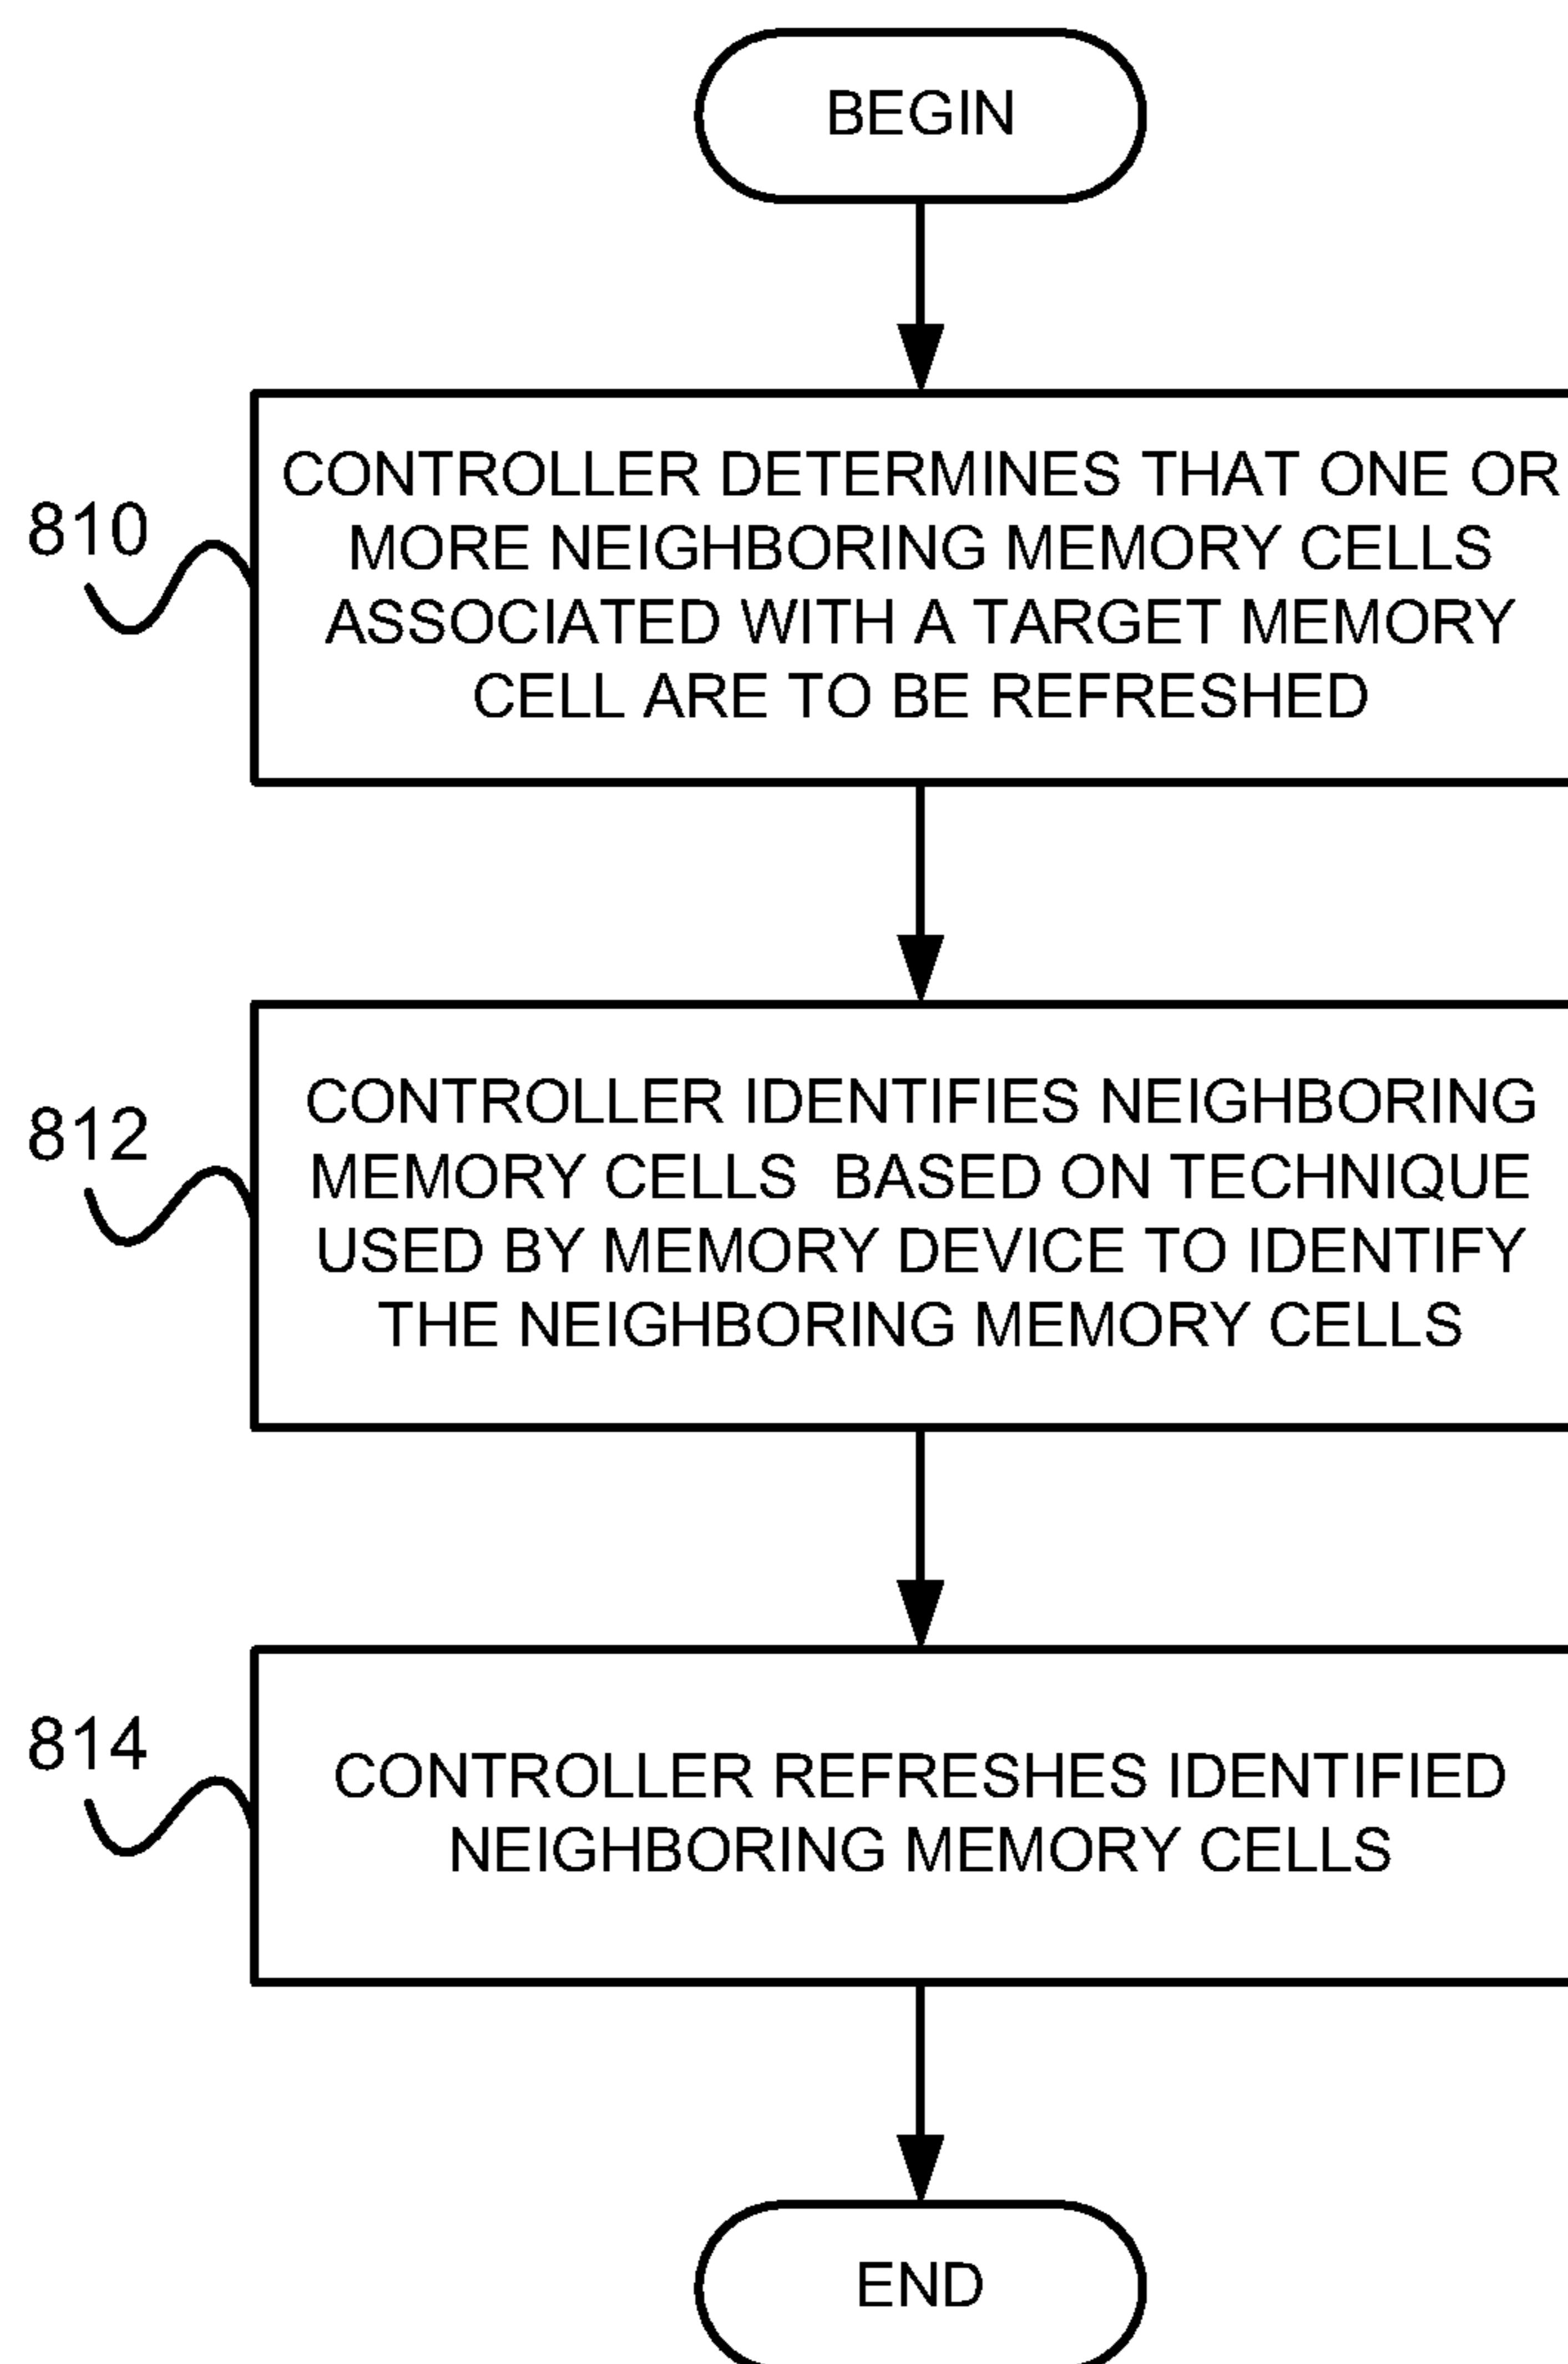 BEGIN
810
CONTROLLER DETERMINES THAT ONE OR
MORE NEIGHBORING MEMORY CELLS
ASSOCIATED WITH A TARGET MEMORY
CELL ARE TO BE REFRESHED
812
CONTROLLER IDENTIFIES NEIGHBORING
MEMORY CELLS BASED ON TECHNIQUE
USED BY MEMORY DEVICE TO IDENTIFY
THE NEIGHBORING MEMORY CELLS
814
CONTROLLER REFRESHES IDENTIFIED
NEIGHBORING MEMORY CELLS
END